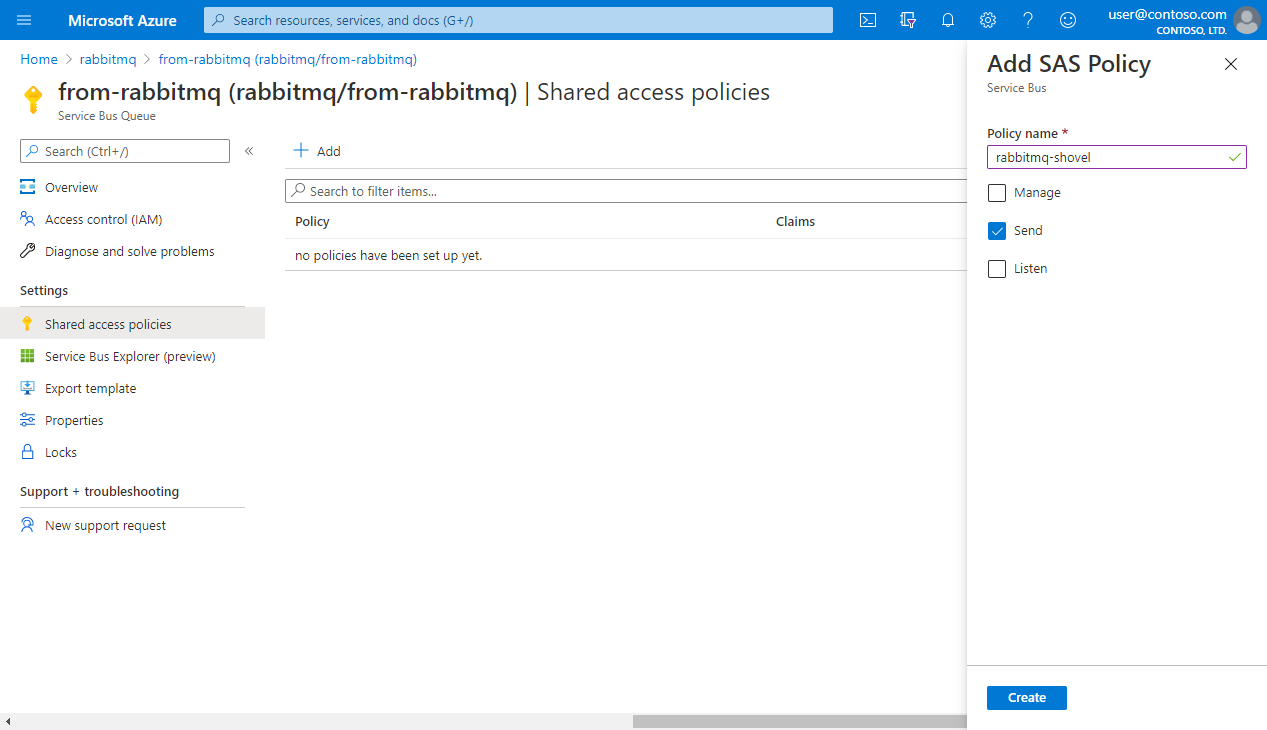 Microsoft Azure
Search resources, services, and docs (G+/)
user@contoso.com
CONTOSO, LTD.
Home > rabbitmq > from-rabbitmq (rabbitmq/from-rabbitmq)
from-rabbitmq (rabbitmq/from-rabbitmq) | Shared access policies
Service Bus Queue
Search (Ctrl+/)
«
Overview
Access control (IAM)
Diagnose and solve problems
Settings
Shared access policies
Service Bus Explorer (preview)
Export template
Properties
Locks
Support + troubleshooting
New support request
Add
Search to filter items...
Policy Claims
no policies have been set up yet.
Add SAS Policy
Service Bus
Policy name *
rabbitmq-shovel
Manage
Send
Listen
Create